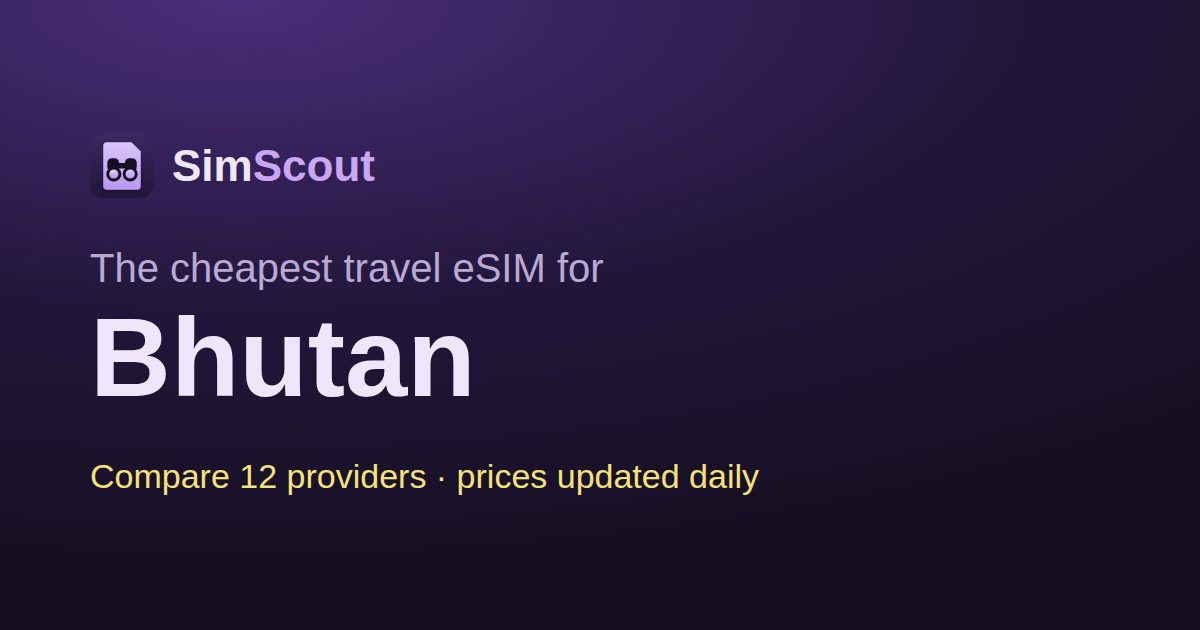 SimScout
The cheapest travel eSIM for
Bhutan
Compare 12 providers · prices updated daily